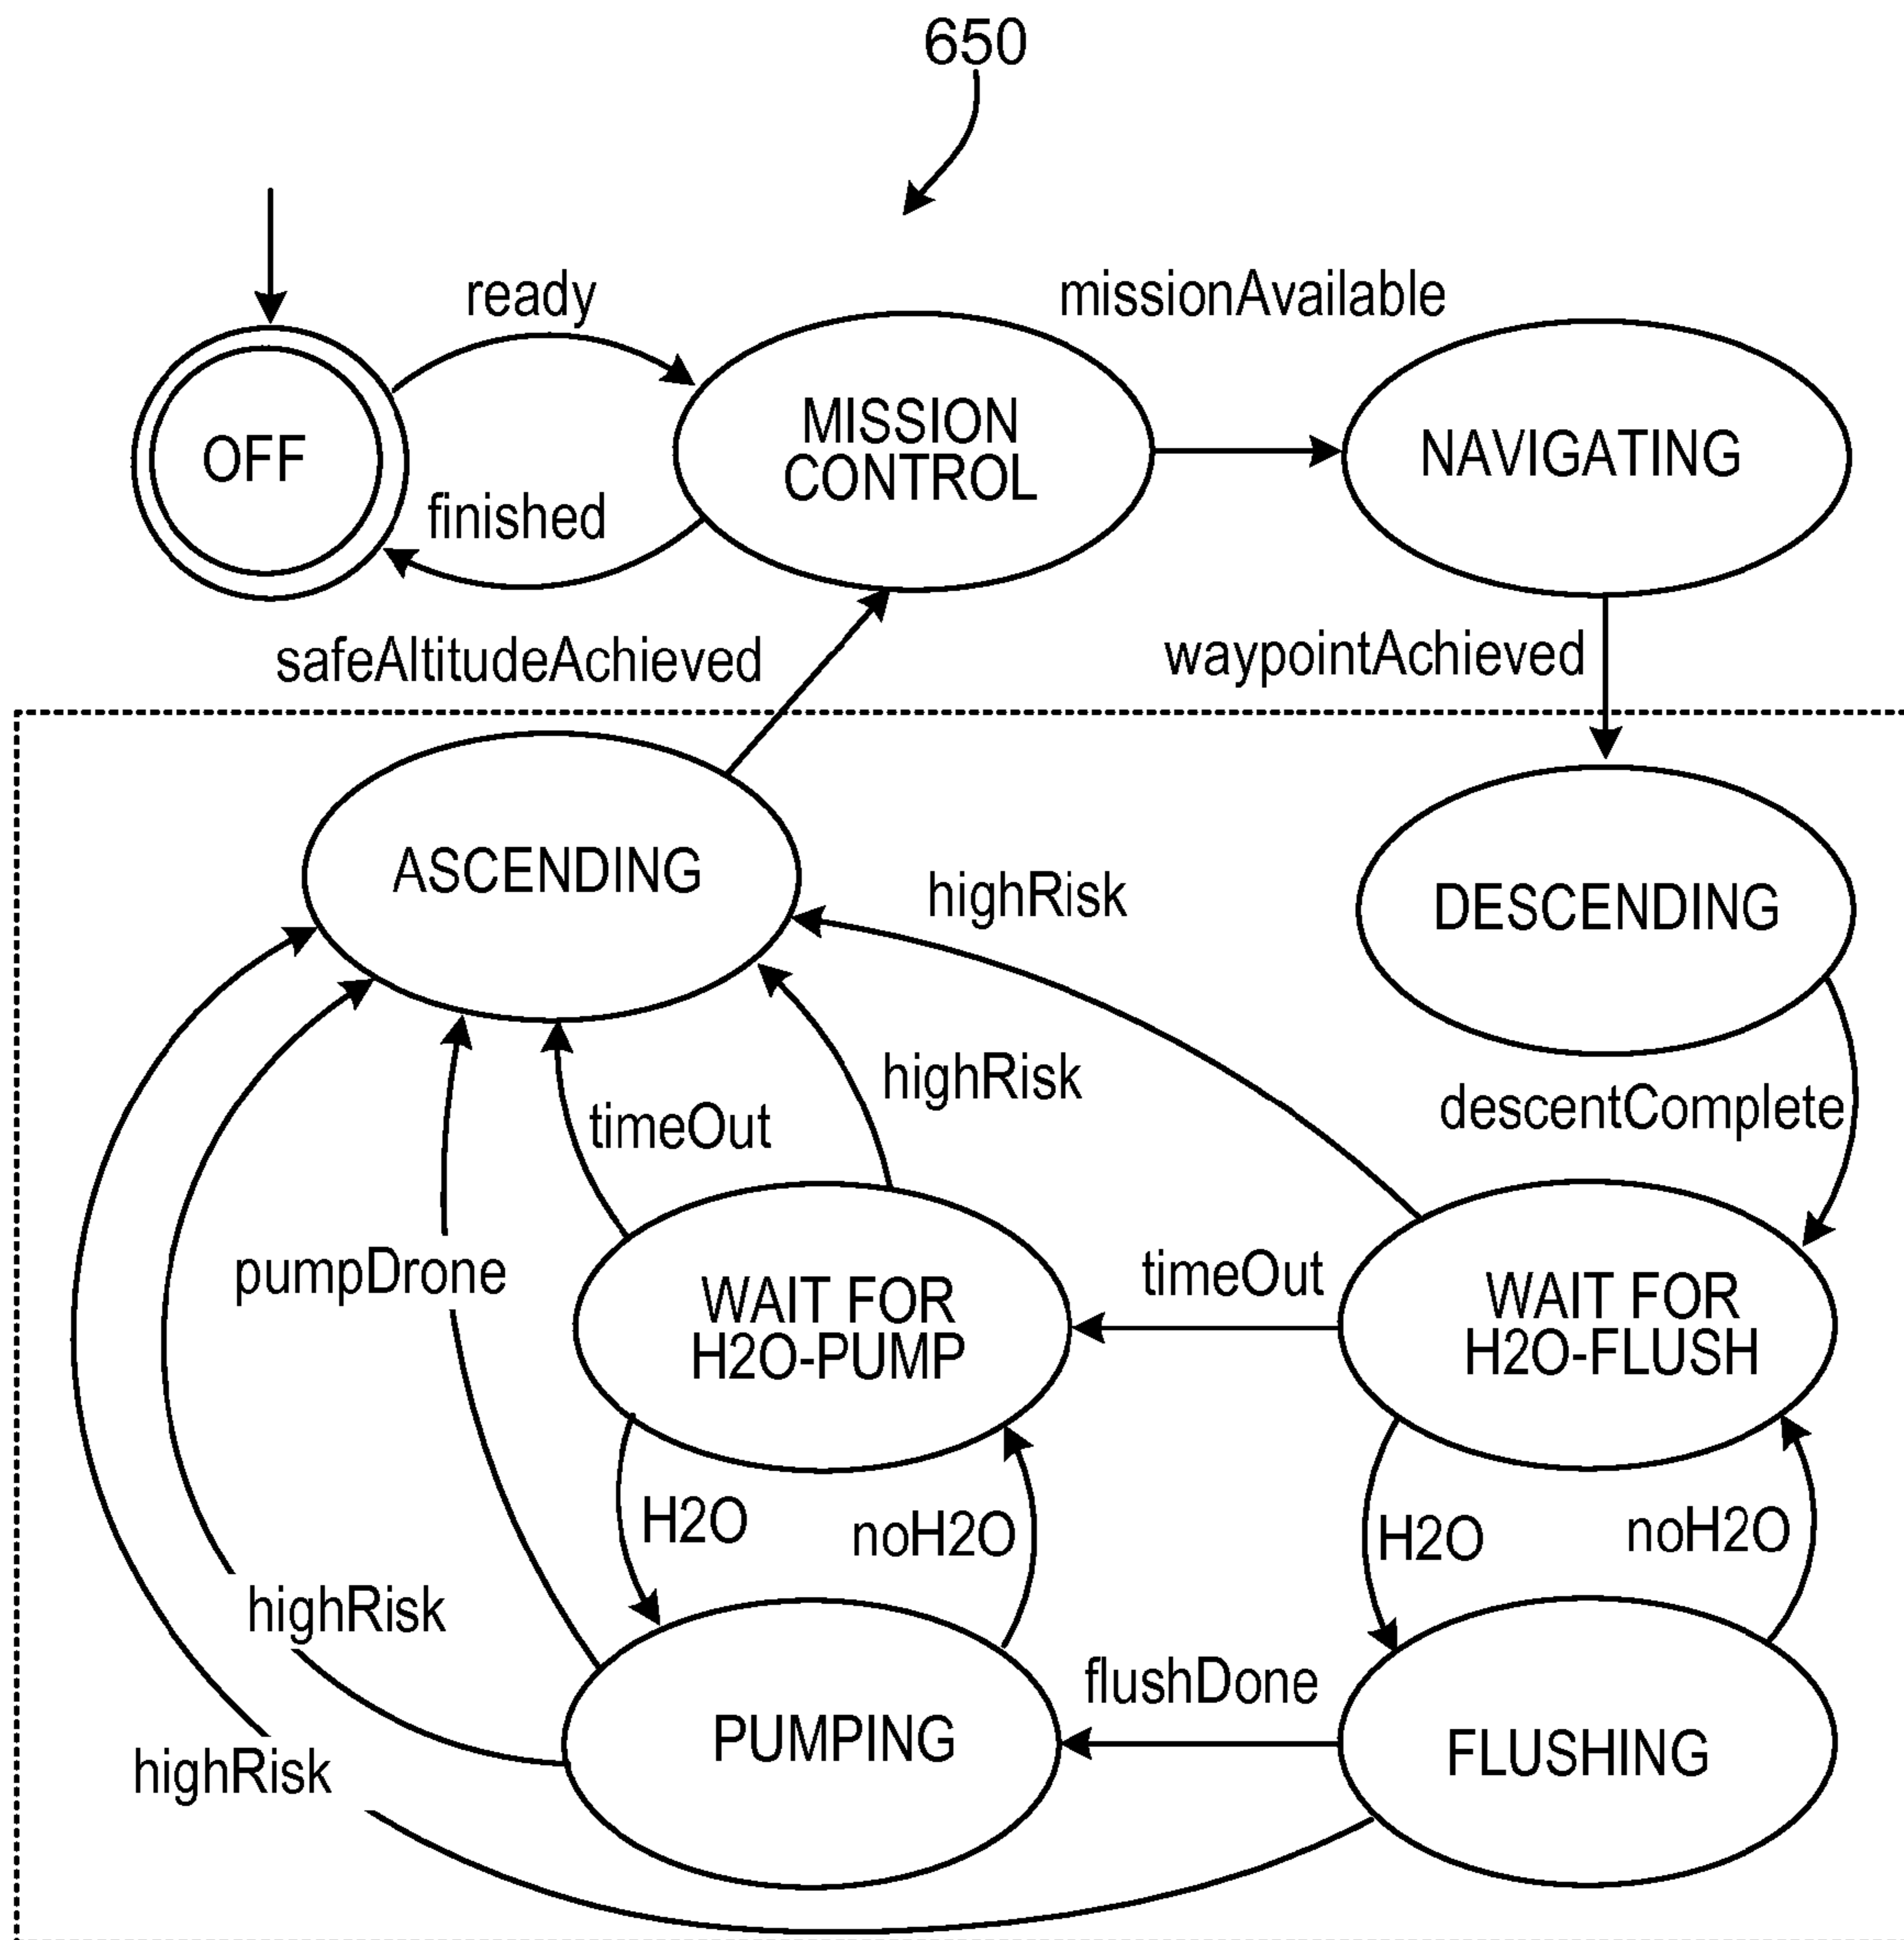 650
ready
missionAvailable
OFF
MISSION
CONTROL
NAVIGATING
finished
safeAltitudeAchieved
waypointAchieved
ASCENDING
highRisk
DESCENDING
highRisk
timeOut
descentComplete
pumpDrone
WAIT FOR
H2O-PUMP
timeOut
WAIT FOR
H2O-FLUSH
H2O
noH2O
H2O
noH2O
highRisk
flushDone
PUMPING
FLUSHING
highRisk